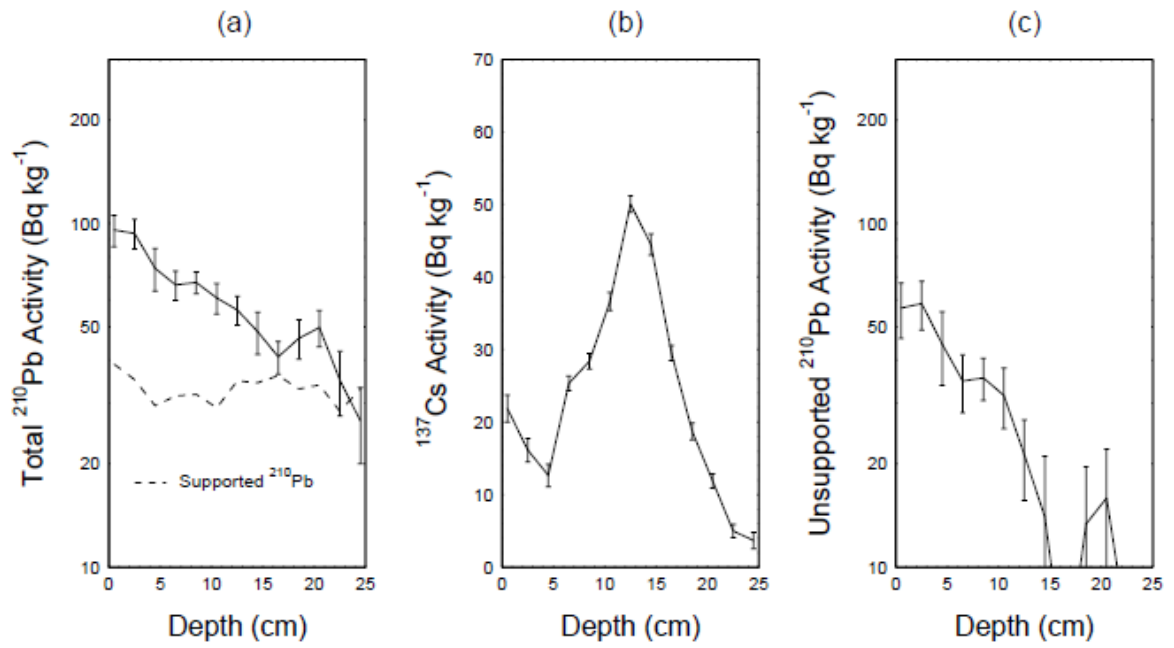 (a)
Total ²¹⁰Pb Activity (Bq kg⁻¹)
200
100
50
20
10
--- Supported ²¹⁰Pb
0 5 10 15 20 25
Depth (cm)
(b)
¹³⁷Cs Activity (Bq kg⁻¹)
70
60
50
40
30
20
10
0
0 5 10 15 20 25
Depth (cm)
(c)
Unsupported ²¹⁰Pb Activity (Bq kg⁻¹)
200
100
50
20
10
0 5 10 15 20 25
Depth (cm)